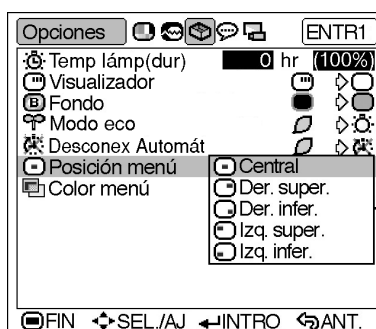 Opciones ENTR1
Temp lámp(dur) 0 hr (100%)
Visualizador
B Fondo
Modo eco
Desconex Automát
Posición menú Central
Color menú Der. super.
Der. infer.
Izq. super.
Izq. infer.
FIN SEL./AJ INTRO ANT.